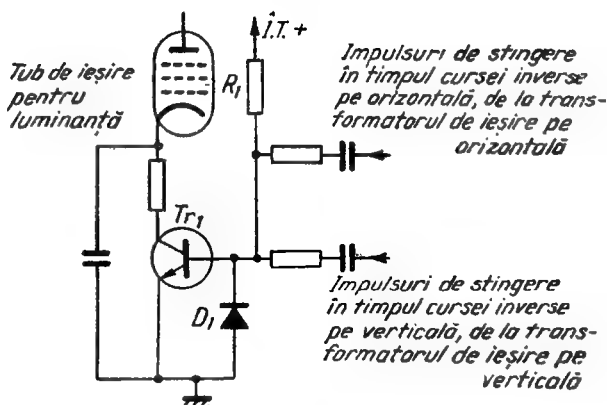 Tub de ieșire
pentru
luminanță
Î.T. +
R1
Impulsuri de stingere
în timpul cursei inverse
pe orizontală, de la trans-
formatorul de ieșire pe
orizontală
Tr1
D1
Impulsuri de stingere
în timpul cursei inverse
pe verticală, de la trans-
formatorul de ieșire pe
verticală